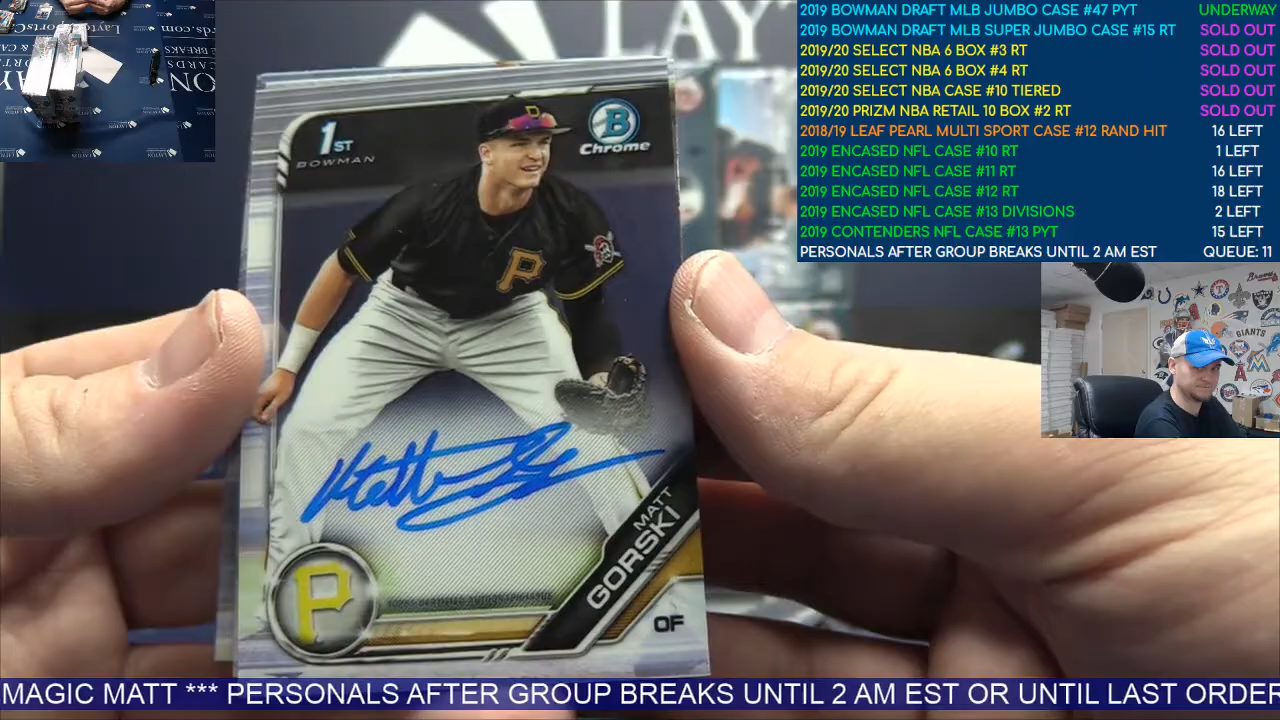 LAYT
2019 BOWMAN DRAFT MLB JUMBO CASE #47 PYT UNDERWAY
2019 BOWMAN DRAFT MLB SUPER JUMBO CASE #15 RT SOLD OUT
2019/20 SELECT NBA 6 BOX #3 RT SOLD OUT
2019/20 SELECT NBA 6 BOX #4 RT SOLD OUT
2019/20 SELECT NBA CASE #10 TIERED SOLD OUT
2019/20 PRIZM NBA RETAIL 10 BOX #2 RT SOLD OUT
2018/19 LEAF PEARL MULTI SPORT CASE #12 RAND HIT 16 LEFT
2019 ENCASED NFL CASE #10 RT 1 LEFT
2019 ENCASED NFL CASE #11 RT 16 LEFT
2019 ENCASED NFL CASE #12 RT 18 LEFT
2019 ENCASED NFL CASE #13 DIVISIONS 2 LEFT
2019 CONTENDERS NFL CASE #13 PYT 15 LEFT
PERSONALS AFTER GROUP BREAKS UNTIL 2 AM EST QUEUE: 11
1ST
BOWMAN
B
Chrome
P
P
MATT
GORSKI
OF
GIANTS
MAGIC MATT *** PERSONALS AFTER GROUP BREAKS UNTIL 2 AM EST OR UNTIL LAST ORDER